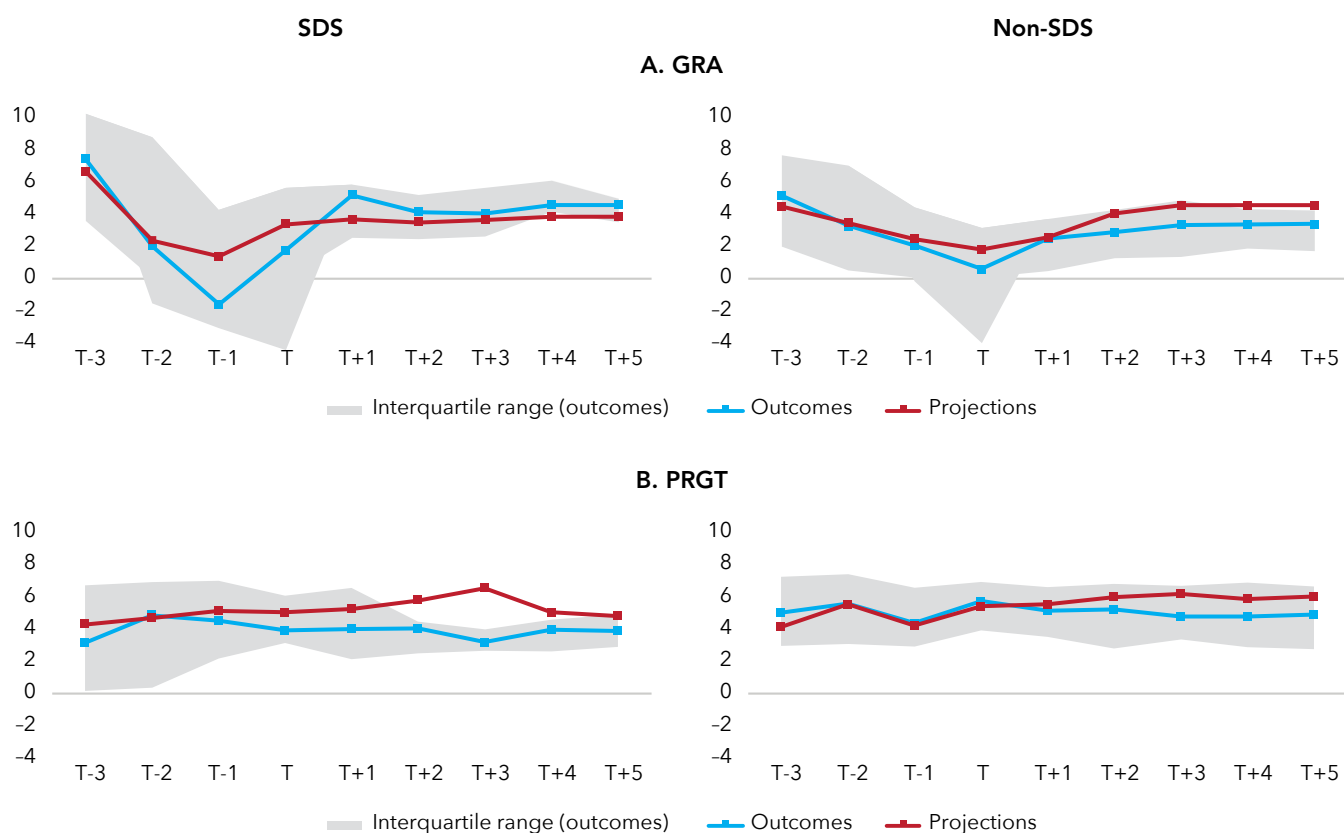 SDS Non-SDS
A. GRA
10 10
8 8
6 6
4 4
2 2
0 0
–2 –2
–4 –4
T-3 T-2 T-1 T T+1 T+2 T+3 T+4 T+5 T-3 T-2 T-1 T T+1 T+2 T+3 T+4 T+5
Interquartile range (outcomes) Outcomes Projections
B. PRGT
10 10
8 8
6 6
4 4
2 2
0 0
–2 –2
–4 –4
T-3 T-2 T-1 T T+1 T+2 T+3 T+4 T+5 T-3 T-2 T-1 T T+1 T+2 T+3 T+4 T+5
Interquartile range (outcomes) Outcomes Projections